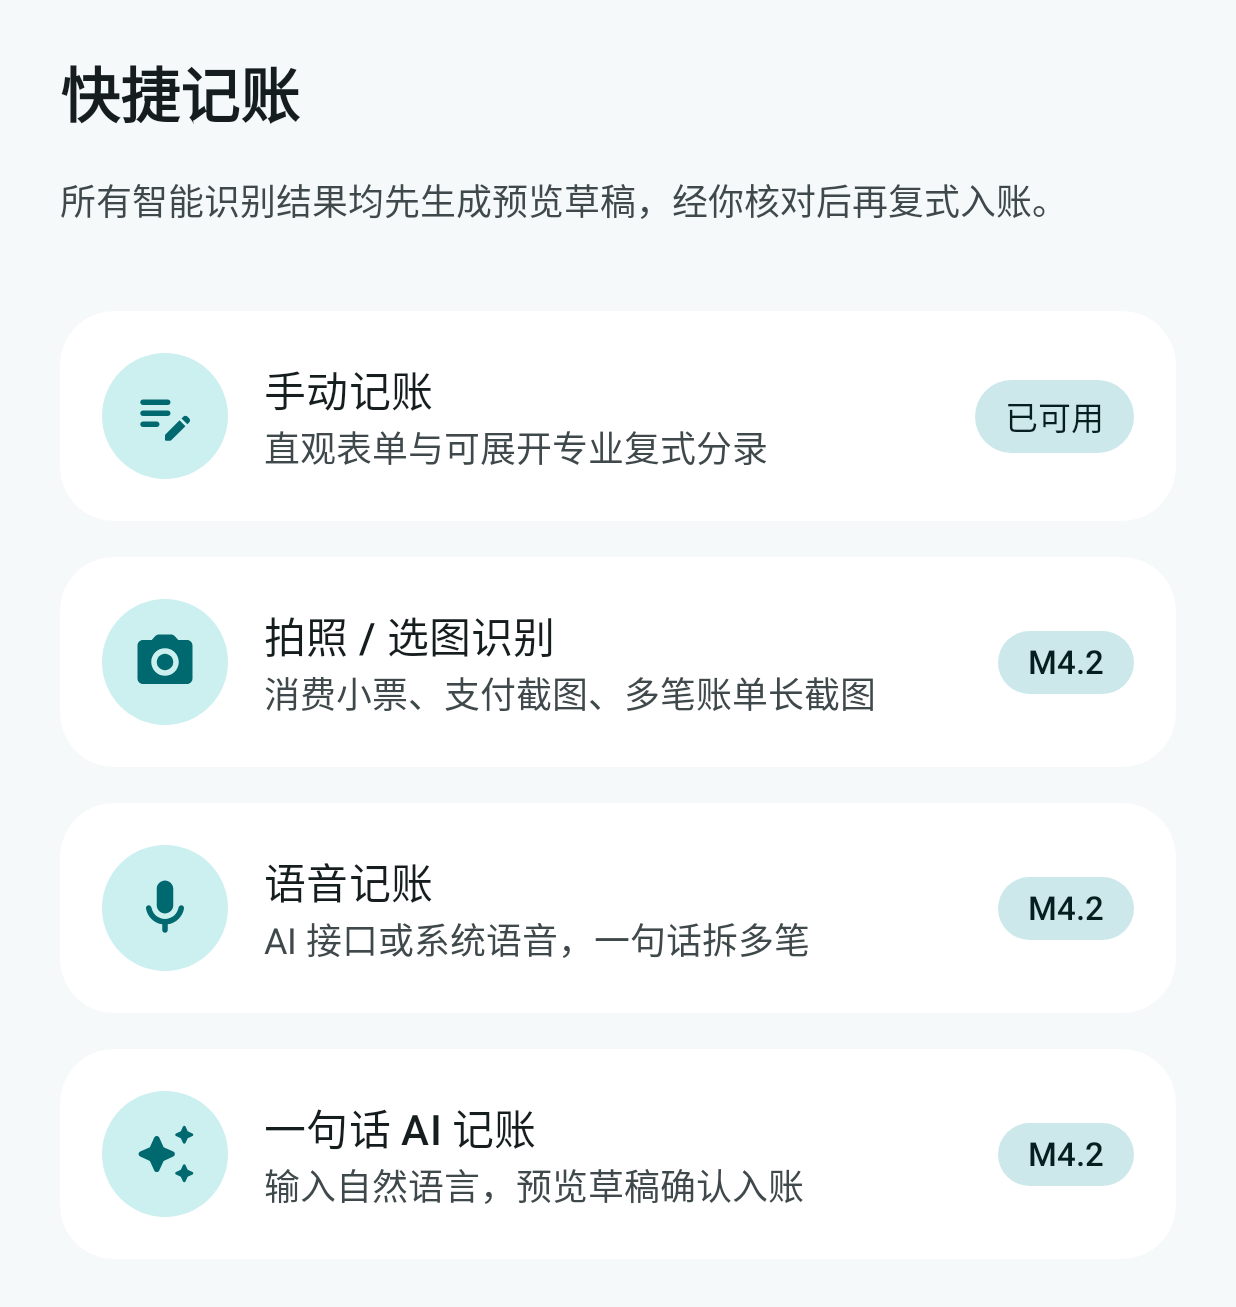 快捷记账
所有智能识别结果均先生成预览草稿，经你核对后再复式入账。
手动记账
直观表单与可展开专业复式分录
已可用
拍照 / 选图识别
消费小票、支付截图、多笔账单长截图
M4.2
语音记账
AI 接口或系统语音，一句话拆多笔
M4.2
一句话 AI 记账
输入自然语言，预览草稿确认入账
M4.2